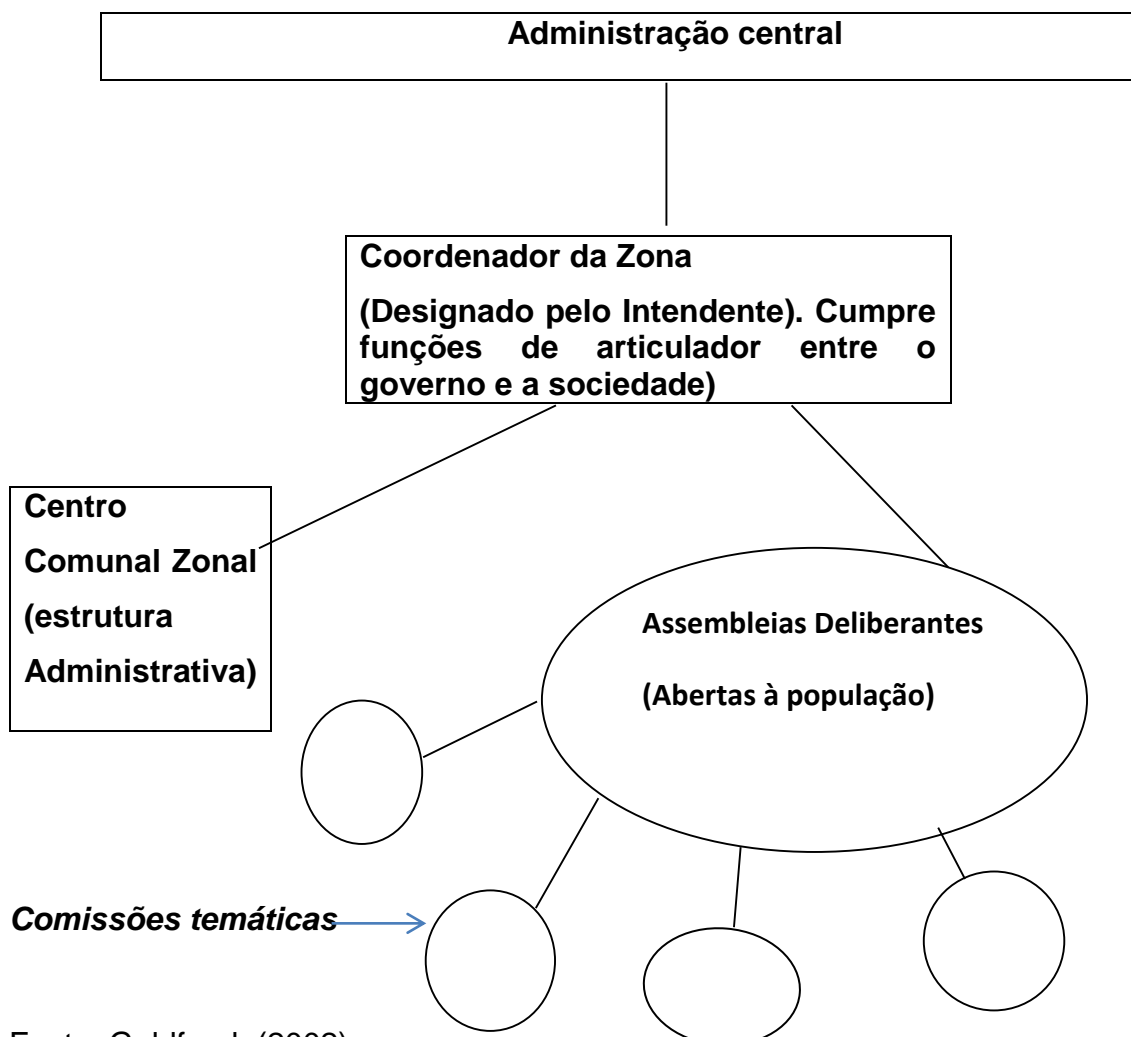 Administração central
Coordenador da Zona
(Designado pelo Intendente). Cumpre
funções de articulador entre o
governo e a sociedade)
Centro
Comunal Zonal
(estrutura
Administrativa)
Assembleias Deliberantes
(Abertas à população)
Comissões temáticas